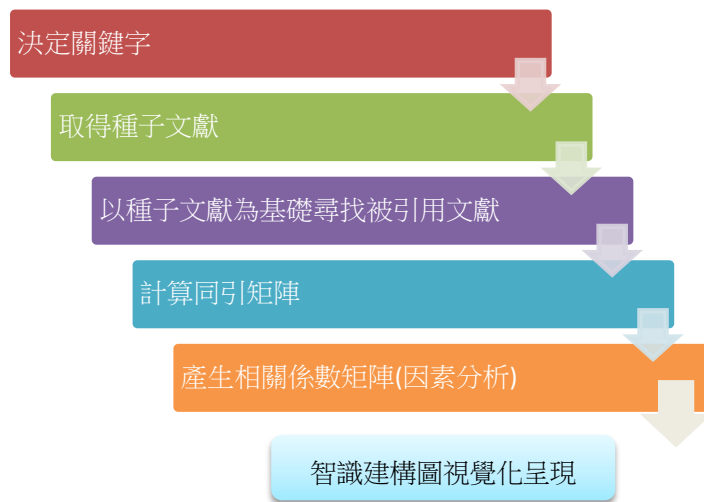 決定關鍵字
取得種子文獻
以種子文獻為基礎尋找被引用文獻
計算同引矩陣
產生相關係數矩陣(因素分析)
智識建構圖視覺化呈現